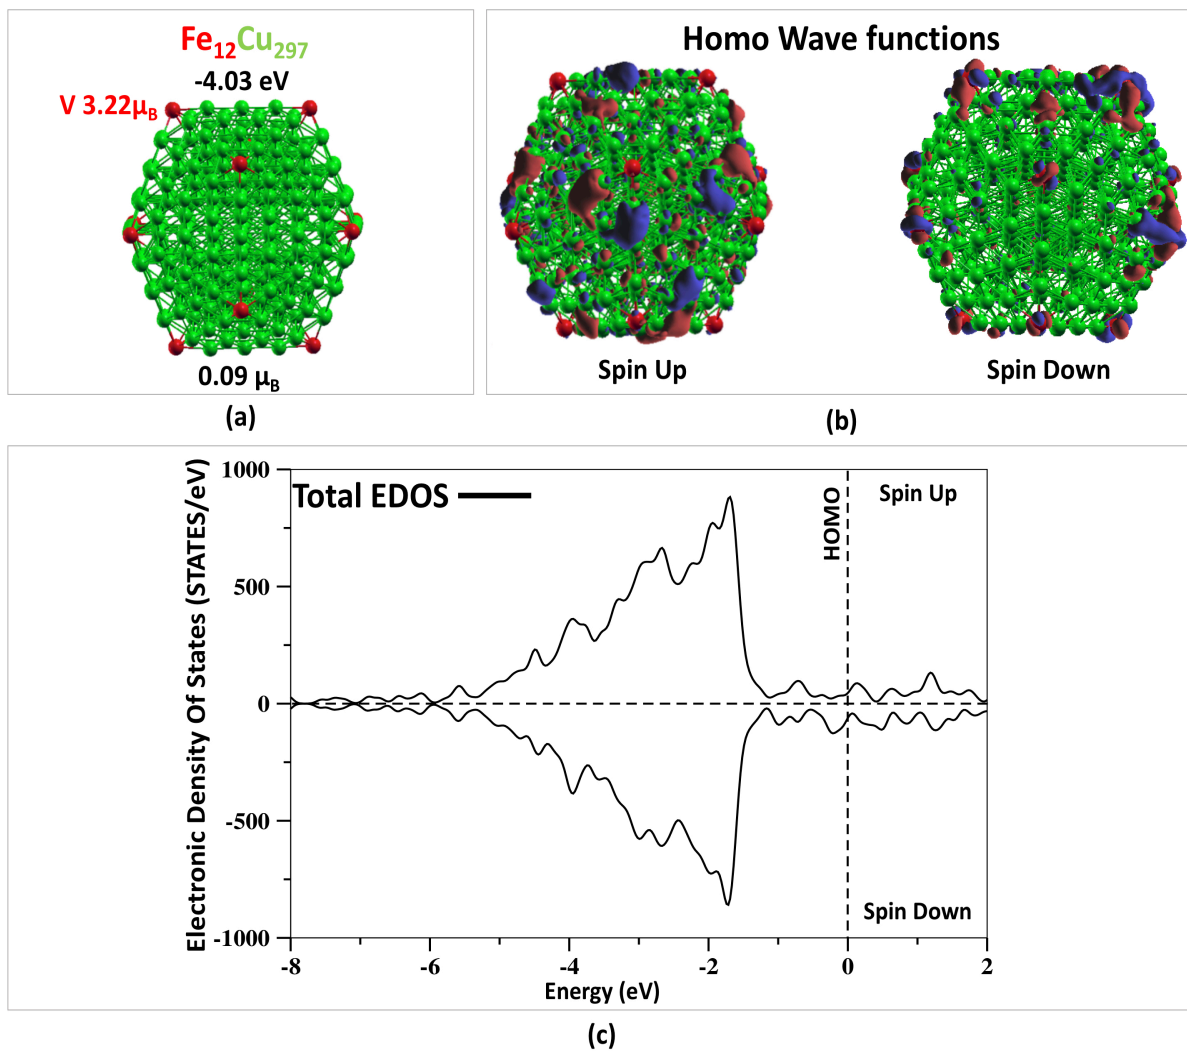 Fe12Cu297
-4.03 eV
V 3.22μB
0.09 μB
(a)
Homo Wave functions
Spin Up
Spin Down
(b)
Total EDOS
HOMO
Spin Up
Spin Down
Electronic Density Of States (STATES/eV)
1000
500
0
-500
-1000
-8
-6
-4
-2
0
2
Energy (eV)
(c)